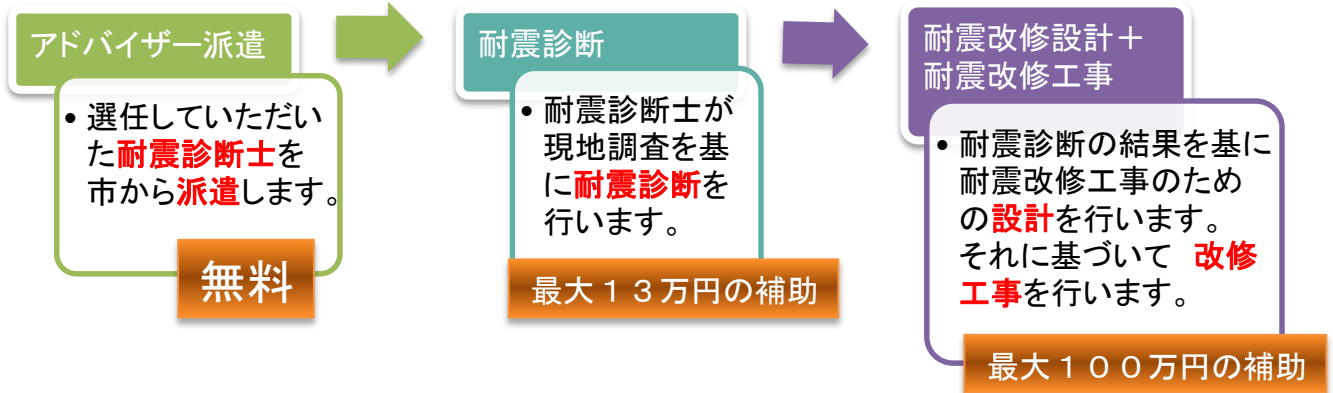 アドバイザー派遣
• 選任していただい
た耐震診断士を
市から派遣します。
無料
耐震診断
• 耐震診断士が
現地調査を基
に耐震診断を
行います。
最大１３万円の補助
耐震改修設計＋
耐震改修工事
• 耐震診断の結果を基に
耐震改修工事のため
の設計を行います。
それに基づいて　改修
工事を行います。
最大１００万円の補助